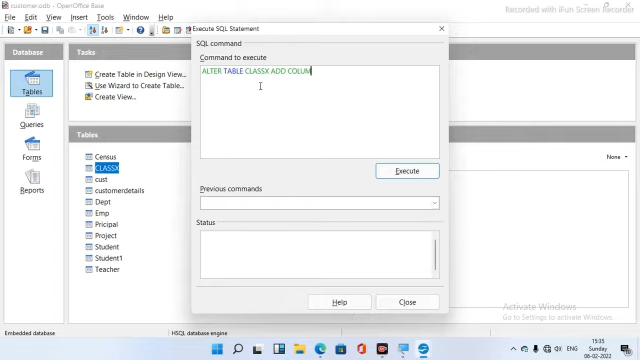 customer.odb - OpenOffice Base
Recorded with iFun Screen Recorder
File Edit View Insert Tools Window Help
Execute SQL Statement
SQL command
Command to execute
ALTER TABLE CLASSX ADD COLUM
Execute
Previous commands
Status
Help
Close
Database
Tables
Queries
Forms
Reports
Tasks
Create Table in Design View...
Use Wizard to Create Table...
Create View...
Tables
Census
CLASSX
cust
customerdetails
Dept
Emp
Pricipal
Project
Student
Student1
Teacher
None
Activate Windows
Go to Settings to activate Windows.
Embedded database
HSQL database engine
ENG
15:35
Sunday
06-02-2022